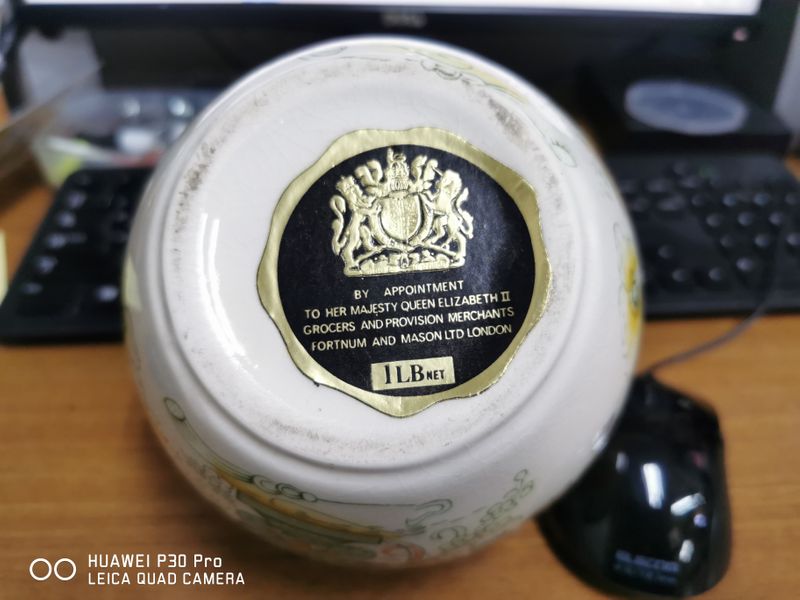 BY APPOINTMENT
TO HER MAJESTY QUEEN ELIZABETH II
GROCERS AND PROVISION MERCHANTS
FORTNUM AND MASON LTD LONDON
1LB NET
ELECOM
HUAWEI P30 Pro
LEICA QUAD CAMERA